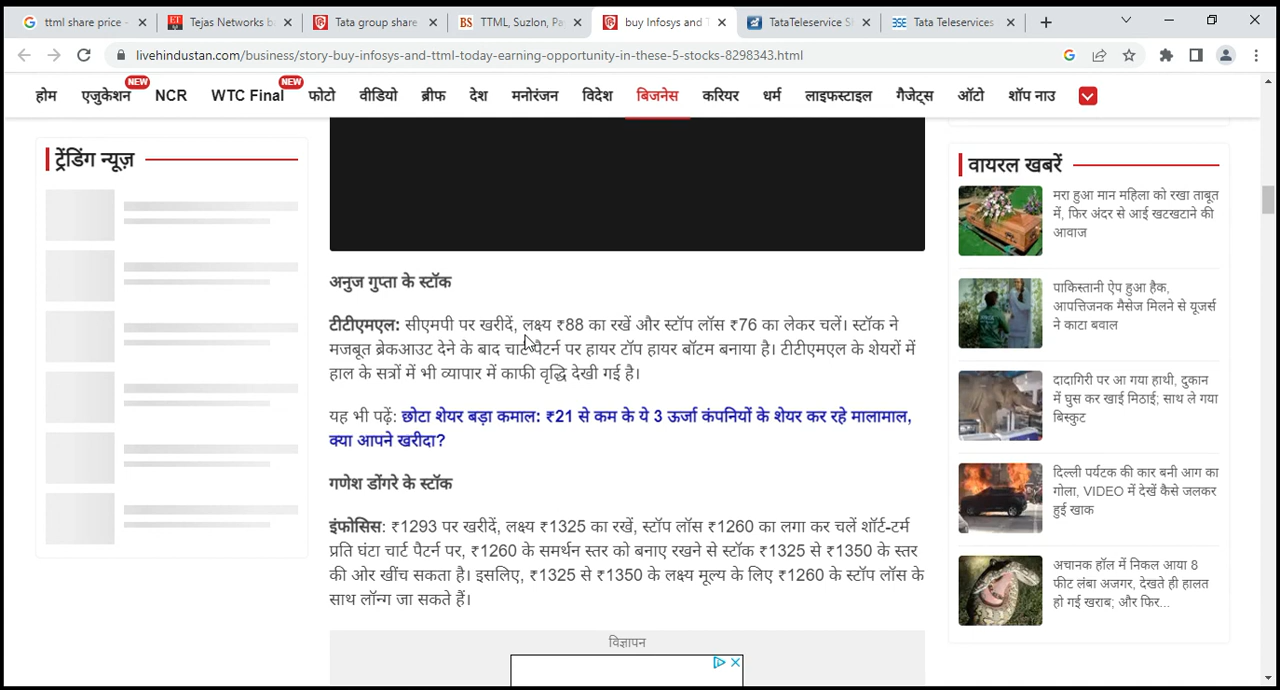 ttml share price -
Tejas Networks b
Tata group share
TTML, Suzlon, Pa
buy Infosys and T
TataTeleservice S
Tata Teleservices
livehindustan.com/business/story-buy-infosys-and-ttml-today-earning-opportunity-in-these-5-stocks-8298343.html
होम एजुकेशन NEW NCR WTC Final NEW फोटो वीडियो ब्रीफ देश मनोरंजन विदेश बिजनेस करियर धर्म लाइफस्टाइल गैजेट्स ऑटो शॉप नाउ
ट्रेंडिंग न्यूज़
अनुज गुप्ता के स्टॉक
टीटीएमएल: सीएमपी पर खरीदें, लक्ष्य ₹88 का रखें और स्टॉप लॉस ₹76 का लेकर चलें। स्टॉक ने
मजबूत ब्रेकआउट देने के बाद चार्ट पैटर्न पर हायर टॉप हायर बॉटम बनाया है। टीटीएमएल के शेयरों में
हाल के सत्रों में भी व्यापार में काफी वृद्धि देखी गई है।
यह भी पढ़ें: छोटा शेयर बड़ा कमाल: ₹21 से कम के ये 3 ऊर्जा कंपनियों के शेयर कर रहे मालामाल,
क्या आपने खरीदा?
गणेश डोंगरे के स्टॉक
इंफोसिस: ₹1293 पर खरीदें, लक्ष्य ₹1325 का रखें, स्टॉप लॉस ₹1260 का लगा कर चलें शॉर्ट-टर्म
प्रति घंटा चार्ट पैटर्न पर, ₹1260 के समर्थन स्तर को बनाए रखने से स्टॉक ₹1325 से ₹1350 के स्तर
की ओर खींच सकता है। इसलिए, ₹1325 से ₹1350 के लक्ष्य मूल्य के लिए ₹1260 के स्टॉप लॉस के
साथ लॉन्ग जा सकते हैं।
विज्ञापन
वायरल खबरें
मरा हुआ मान महिला को रखा ताबूत
में, फिर अंदर से आई खटखटाने की
आवाज
पाकिस्तानी ऐप हुआ हैक,
आपत्तिजनक मैसेज मिलने से यूजर्स
ने काटा बवाल
दादागिरी पर आ गया हाथी, दुकान
में घुस कर खाई मिठाई; साथ ले गया
बिस्कुट
दिल्ली पर्यटक की कार बनी आग का
गोला, VIDEO में देखें कैसे जलकर
हुई खाक
अचानक हॉल में निकल आया 8
फीट लंबा अजगर, देखते ही हालत
हो गई खराब; और फिर...